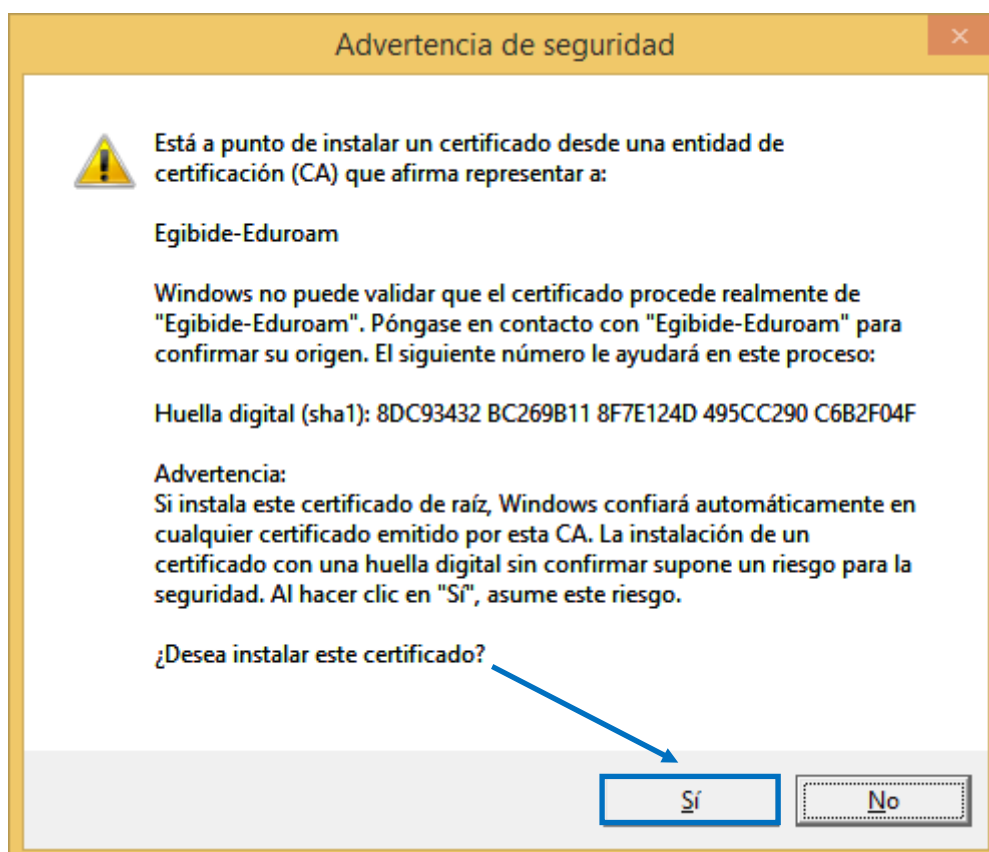 Advertencia de seguridad
Está a punto de instalar un certificado desde una entidad de
certificación (CA) que afirma representar a:
Egibide-Eduroam
Windows no puede validar que el certificado procede realmente de
"Egibide-Eduroam". Póngase en contacto con "Egibide-Eduroam" para
confirmar su origen. El siguiente número le ayudará en este proceso:
Huella digital (sha1): 8DC93432 BC269B11 8F7E124D 495CC290 C6B2F04F
Advertencia:
Si instala este certificado de raíz, Windows confiará automáticamente en
cualquier certificado emitido por esta CA. La instalación de un
certificado con una huella digital sin confirmar supone un riesgo para la
seguridad. Al hacer clic en "Sí", asume este riesgo.
¿Desea instalar este certificado?
Sí
No